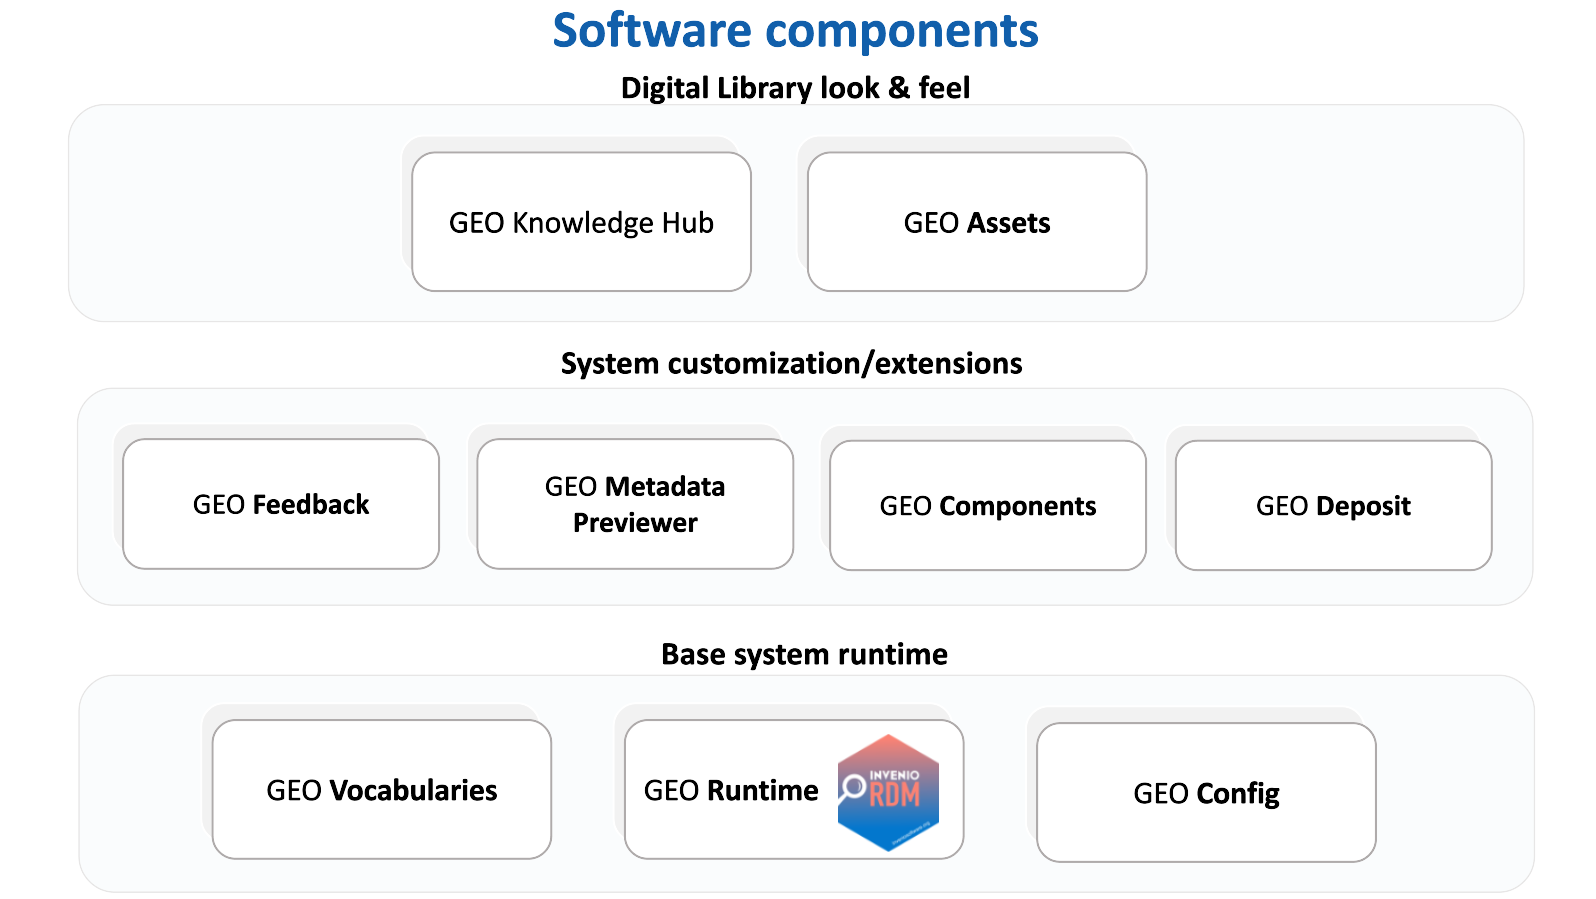 Software components
Digital Library look & feel
GEO Knowledge Hub
GEO Assets
System customization/extensions
GEO Feedback
GEO Metadata
Previewer
GEO Components
GEO Deposit
Base system runtime
GEO Vocabularies
GEO Runtime
INVENIO
RDM
GEO Config